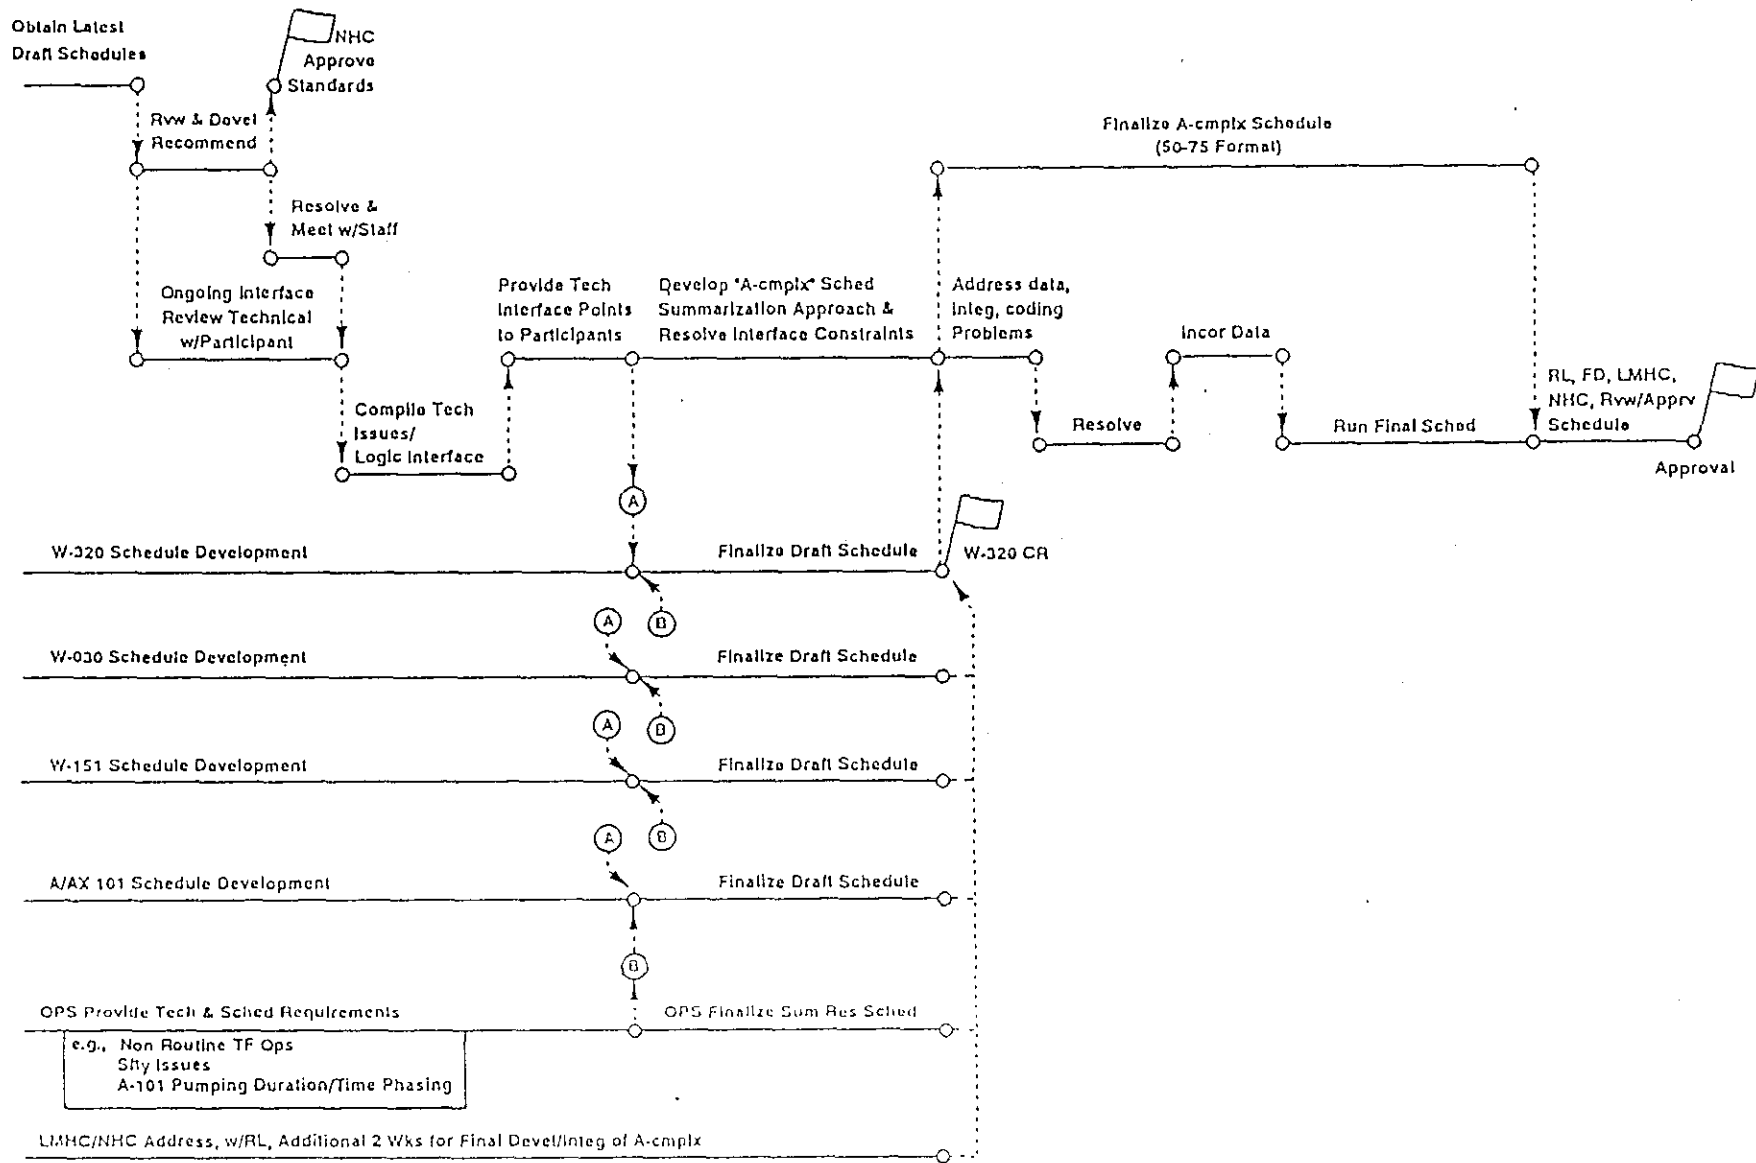 Obtain Latest
Draft Schedules
NHC
Approve
Standards
Rvw & Devel
Recommend
Resolve &
Meet w/Staff
Ongoing Interface
Review Technical
w/Participant
Compile Tech
Issues/
Logic Interface
Provide Tech
Interface Points
to Participants
Develop "A-cmplx" Sched
Summarization Approach &
Resolve Interface Constraints
Finalize A-cmplx Schedule
(50-75 Format)
Address data,
integ, coding
Problems
Resolve
Incor Data
Run Final Sched
RL, FD, LMHC,
NHC, Rvw/Apprv
Schedule
Approval
A
W-320 Schedule Development
Finalize Draft Schedule
W-320 CR
A
B
W-030 Schedule Development
Finalize Draft Schedule
A
B
W-151 Schedule Development
Finalize Draft Schedule
A
B
A/AX 101 Schedule Development
Finalize Draft Schedule
B
OPS Provide Tech & Sched Requirements
OPS Finalize Sum Res Sched
e.g., Non Routine TF Ops
Sfty Issues
A-101 Pumping Duration/Time Phasing
LMHC/NHC Address, w/RL, Additional 2 Wks for Final Devel/Integ of A-cmplx